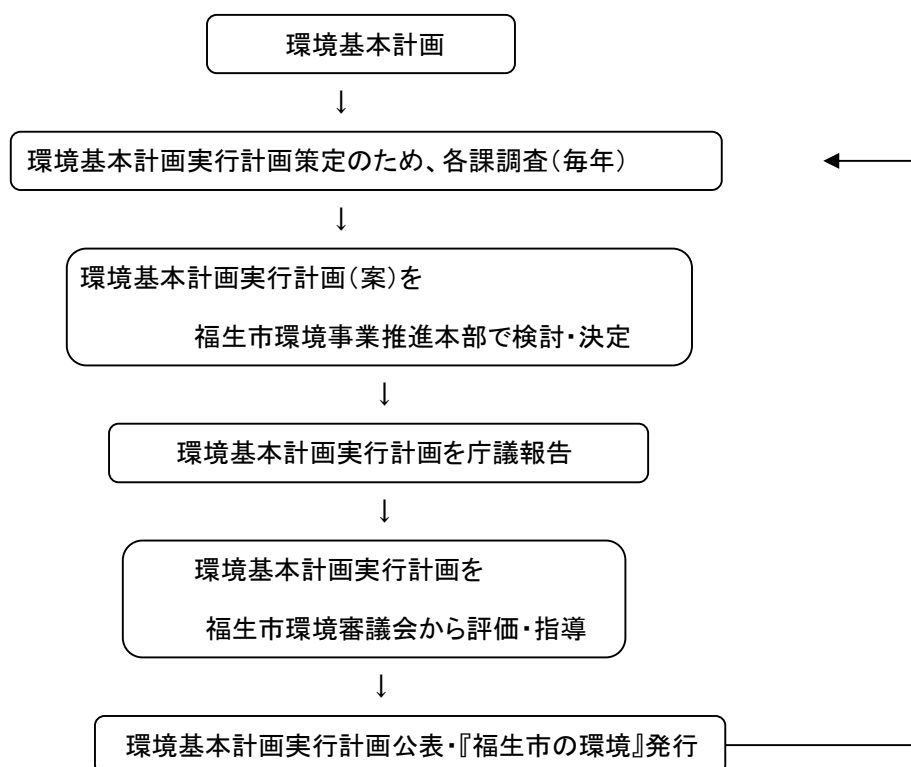 環境基本計画
↓
環境基本計画実行計画策定のため、各課調査(毎年)
↓
環境基本計画実行計画(案)を
福生市環境事業推進本部で検討・決定
↓
環境基本計画実行計画を庁議報告
↓
環境基本計画実行計画を
福生市環境審議会から評価・指導
↓
環境基本計画実行計画公表・『福生市の環境』発行